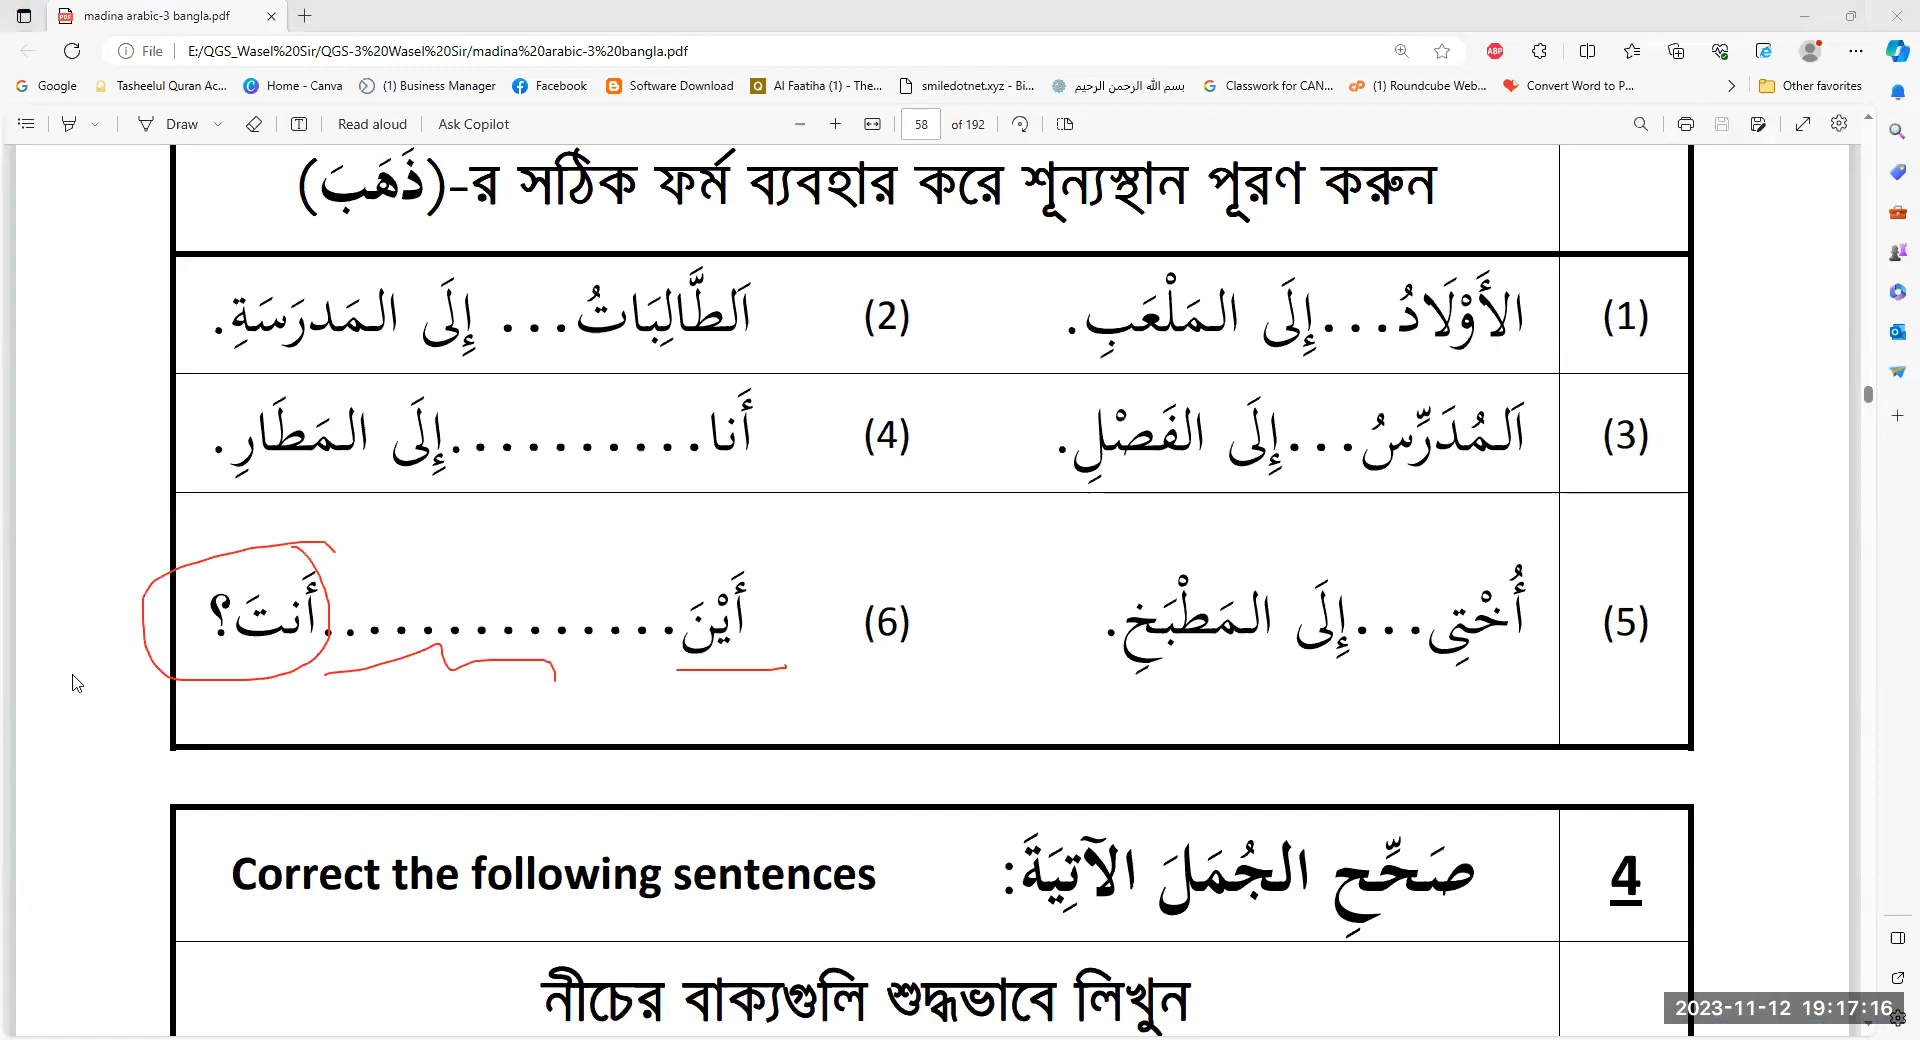 madina arabic-3 bangla.pdf
File E:/QGS_Wasel%20Sir/QGS-3%20Wasel%20Sir/madina%20arabic-3%20bangla.pdf
ABP
Google Tasheelul Quran Ac... Home - Canva (1) Business Manager Facebook Software Download Al Faatiha (1) - The... smiledotnet.xyz - Bi... بسم الله الرحمن الرحيم Classwork for CAN... (1) Roundcube Web... Convert Word to P... Other favorites
Draw Read aloud Ask Copilot 58 of 192
(ذَهَبَ)-র সঠিক ফর্ম ব্যবহার করে শূন্যস্থান পূরণ করুন
(1) الأَوْلَادُ...إِلَى المَلْعَبِ. (2) اَلطَّالِبَاتُ... إِلَى المَدرَسَةِ.
(3) اَلمُدَرِّسُ...إِلَى الفَصْلِ. (4) أَنا..........إِلَى المَطَارِ.
(5) أُخْتِى...إِلَى المَطْبَخِ. (6) أَيْنَ..............أَنتَ؟
4 صَحِّحِ الجُمَلَ الآتِيَةَ: Correct the following sentences
নীচের বাক্যগুলি শুদ্ধভাবে লিখুন
2023-11-12 19:17:16